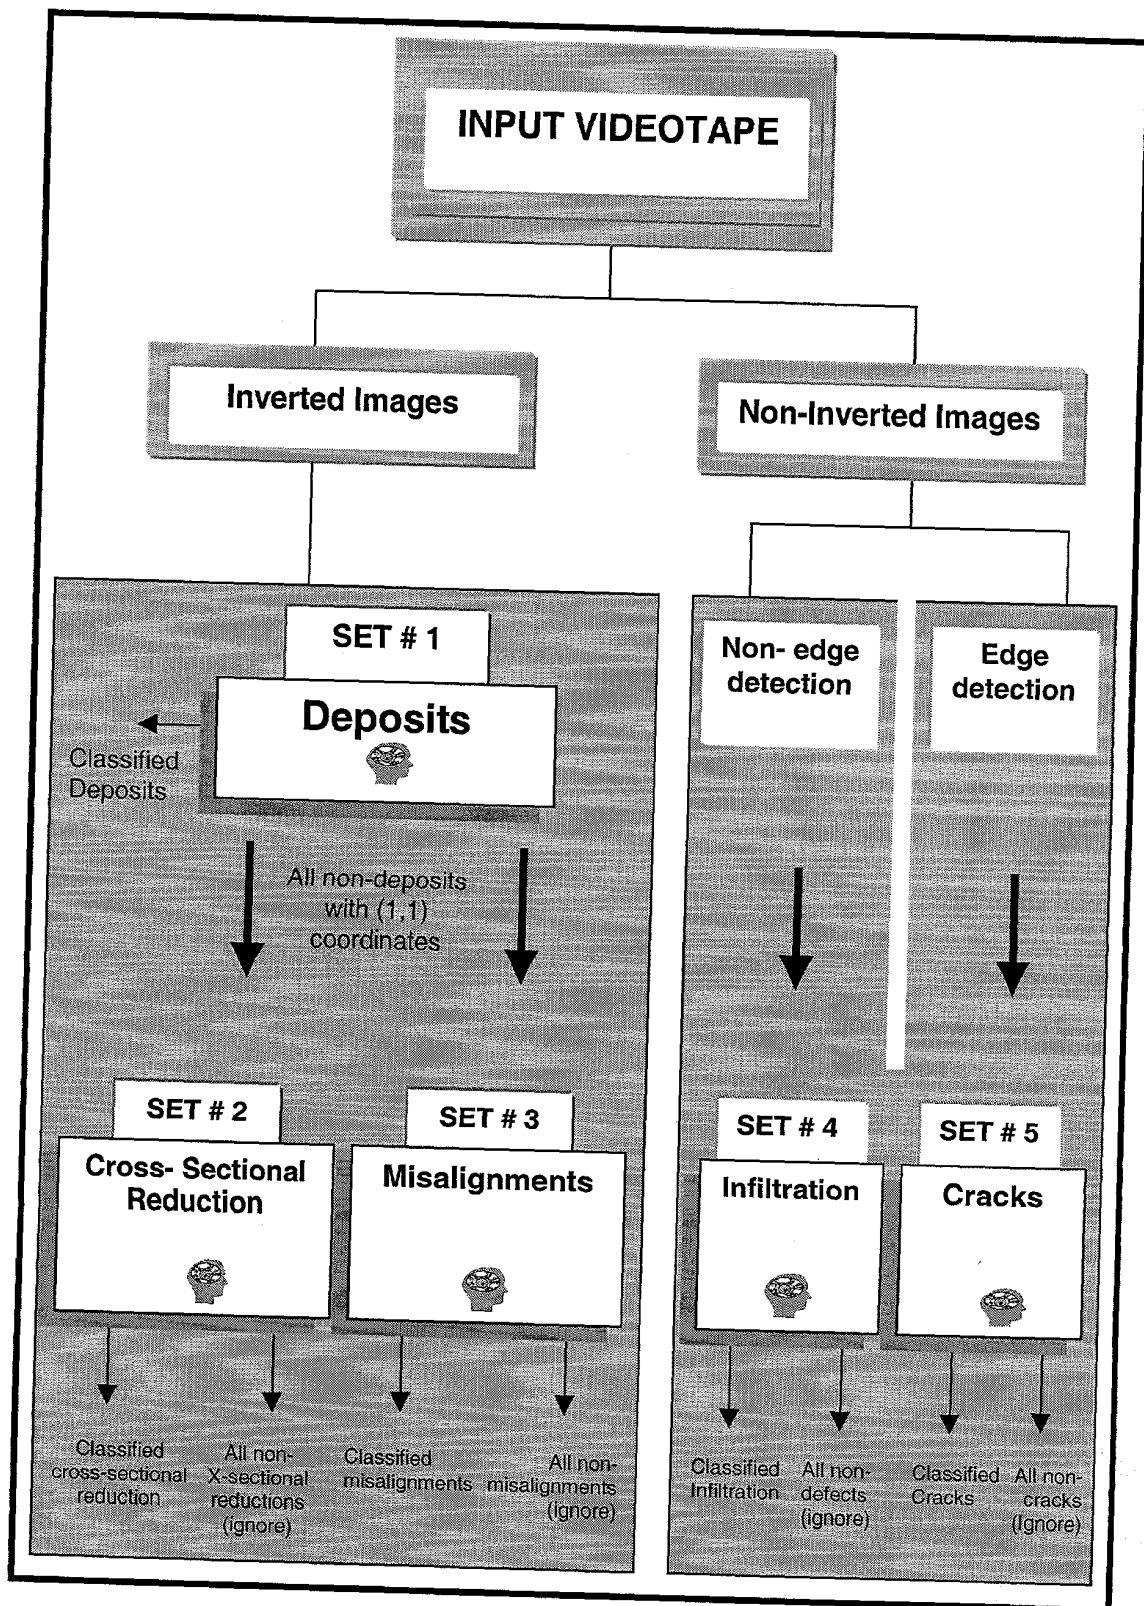 INPUT VIDEOTAPE
Inverted Images
Non-Inverted Images
SET # 1
Deposits
Classified
Deposits
All non-deposits
with (1,1)
coordinates
Non- edge
detection
Edge
detection
SET # 2
Cross- Sectional
Reduction
SET # 3
Misalignments
SET # 4
Infiltration
SET # 5
Cracks
Classified
cross-sectional
reduction
All non-
X-sectional
reductions
(ignore)
Classified
misalignments
All non-
misalignments
(ignore)
Classified
Infiltration
All non-
defects
(ignore)
Classified
Cracks
All non-
cracks
(Ignore)